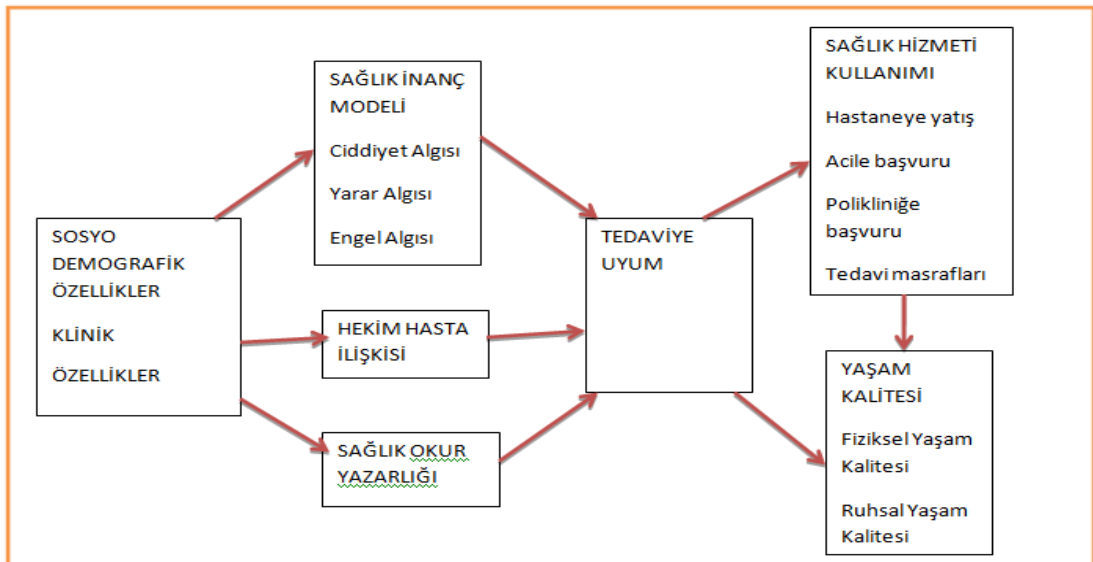 SOSYO
DEMOGRAFİK
ÖZELLİKLER
KLİNİK
ÖZELLİKLER
SAĞLIK İNANÇ
MODELİ
Ciddiyet Algısı
Yarar Algısı
Engel Algısı
HEKİM HASTA
İLİŞKİSİ
SAĞLIK OKUR
YAZARLIĞI
TEDAVİYE
UYUM
SAĞLIK HİZMETİ
KULLANIMI
Hastaneye yatış
Acile başvuru
Polikliniğe
başvuru
Tedavi masrafları
YAŞAM
KALİTESİ
Fiziksel Yaşam
Kalitesi
Ruhsal Yaşam
Kalitesi